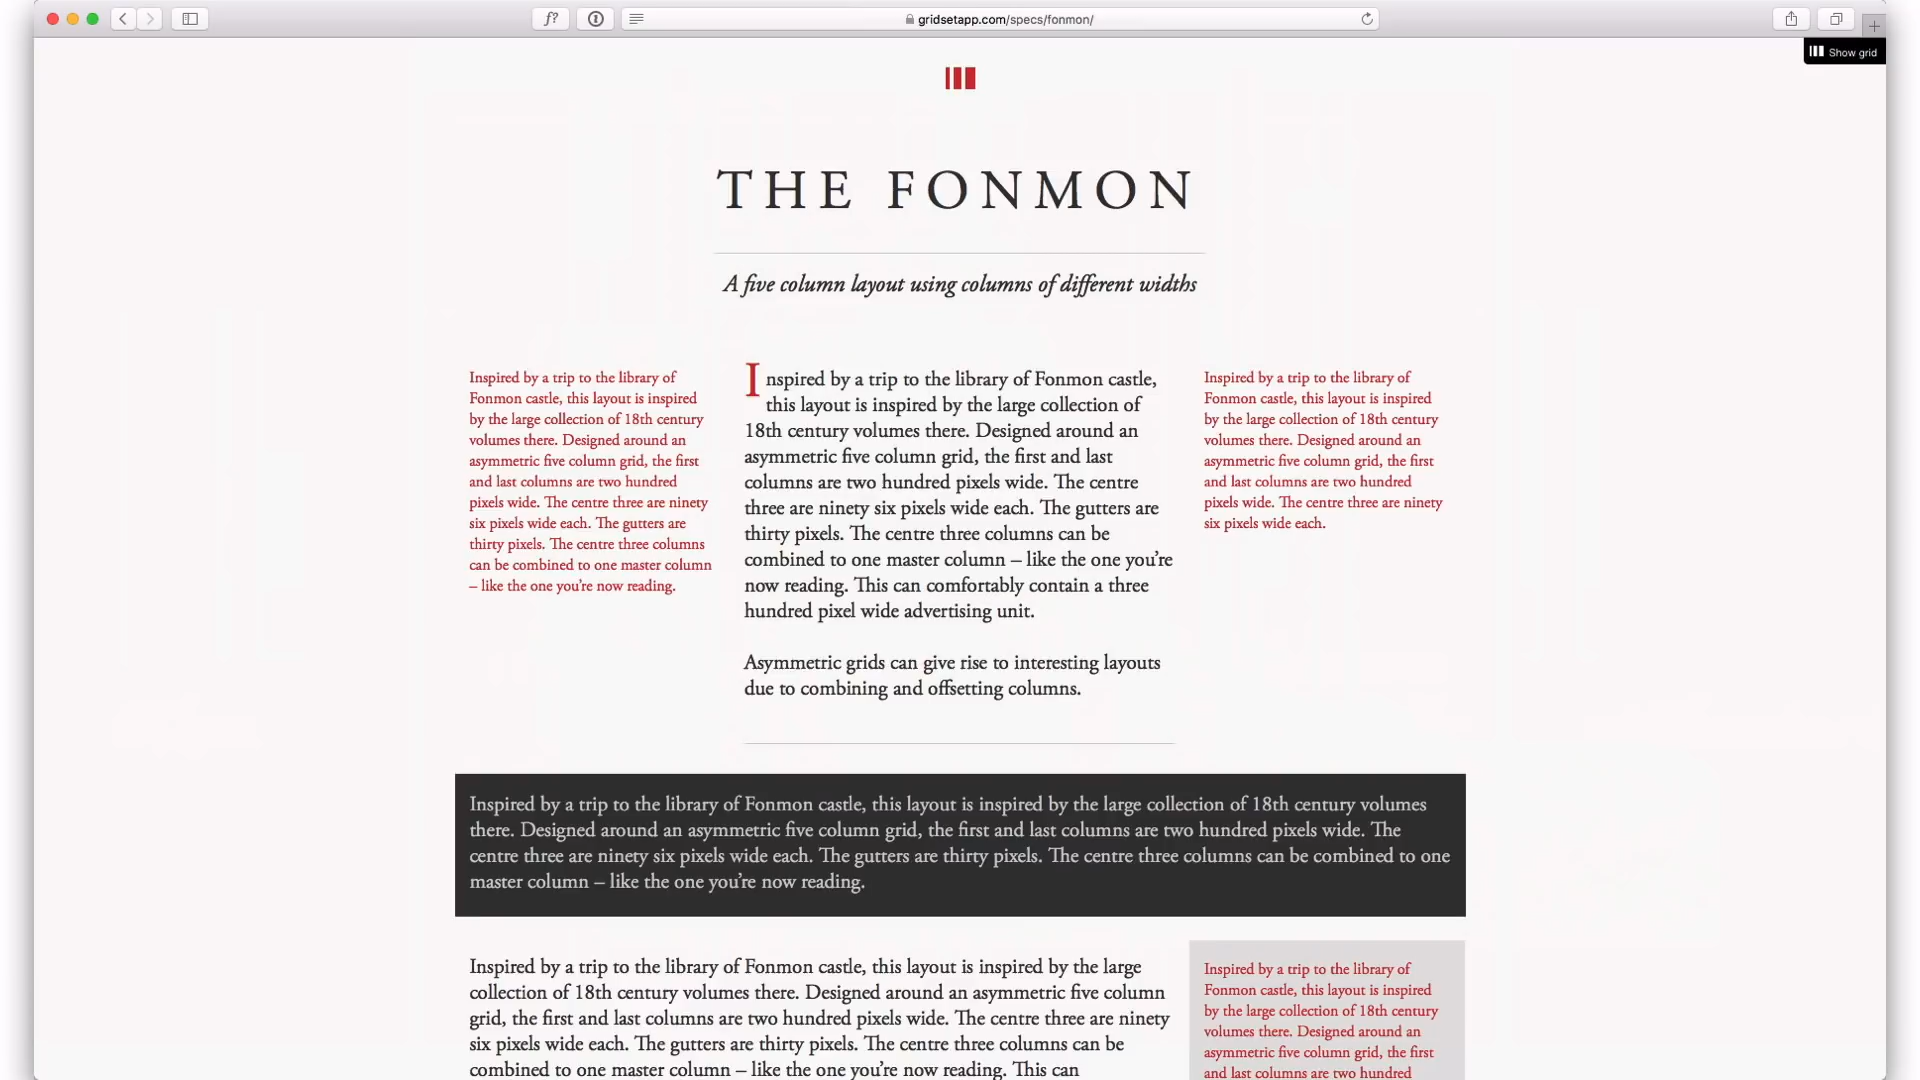 f?
gridsetapp.com/specs/fonmon/
Show grid
THE FONMON
A five column layout using columns of different widths
Inspired by a trip to the library of
Fonmon castle, this layout is inspired
by the large collection of 18th century
volumes there. Designed around an
asymmetric five column grid, the first
and last columns are two hundred
pixels wide. The centre three are ninety
six pixels wide each. The gutters are
thirty pixels. The centre three columns
can be combined to one master column
– like the one you’re now reading.
Inspired by a trip to the library of Fonmon castle,
this layout is inspired by the large collection of
18th century volumes there. Designed around an
asymmetric five column grid, the first and last
columns are two hundred pixels wide. The centre
three are ninety six pixels wide each. The gutters are
thirty pixels. The centre three columns can be
combined to one master column – like the one you’re
now reading. This can comfortably contain a three
hundred pixel wide advertising unit.
Asymmetric grids can give rise to interesting layouts
due to combining and offsetting columns.
Inspired by a trip to the library of
Fonmon castle, this layout is inspired
by the large collection of 18th century
volumes there. Designed around an
asymmetric five column grid, the first
and last columns are two hundred
pixels wide. The centre three are ninety
six pixels wide each.
Inspired by a trip to the library of Fonmon castle, this layout is inspired by the large collection of 18th century volumes
there. Designed around an asymmetric five column grid, the first and last columns are two hundred pixels wide. The
centre three are ninety six pixels wide each. The gutters are thirty pixels. The centre three columns can be combined to one
master column – like the one you’re now reading.
Inspired by a trip to the library of Fonmon castle, this layout is inspired by the large
collection of 18th century volumes there. Designed around an asymmetric five column
grid, the first and last columns are two hundred pixels wide. The centre three are ninety
six pixels wide each. The gutters are thirty pixels. The centre three columns can be
combined to one master column – like the one you’re now reading. This can
Inspired by a trip to the library of
Fonmon castle, this layout is inspired
by the large collection of 18th century
volumes there. Designed around an
asymmetric five column grid, the first
and last columns are two hundred